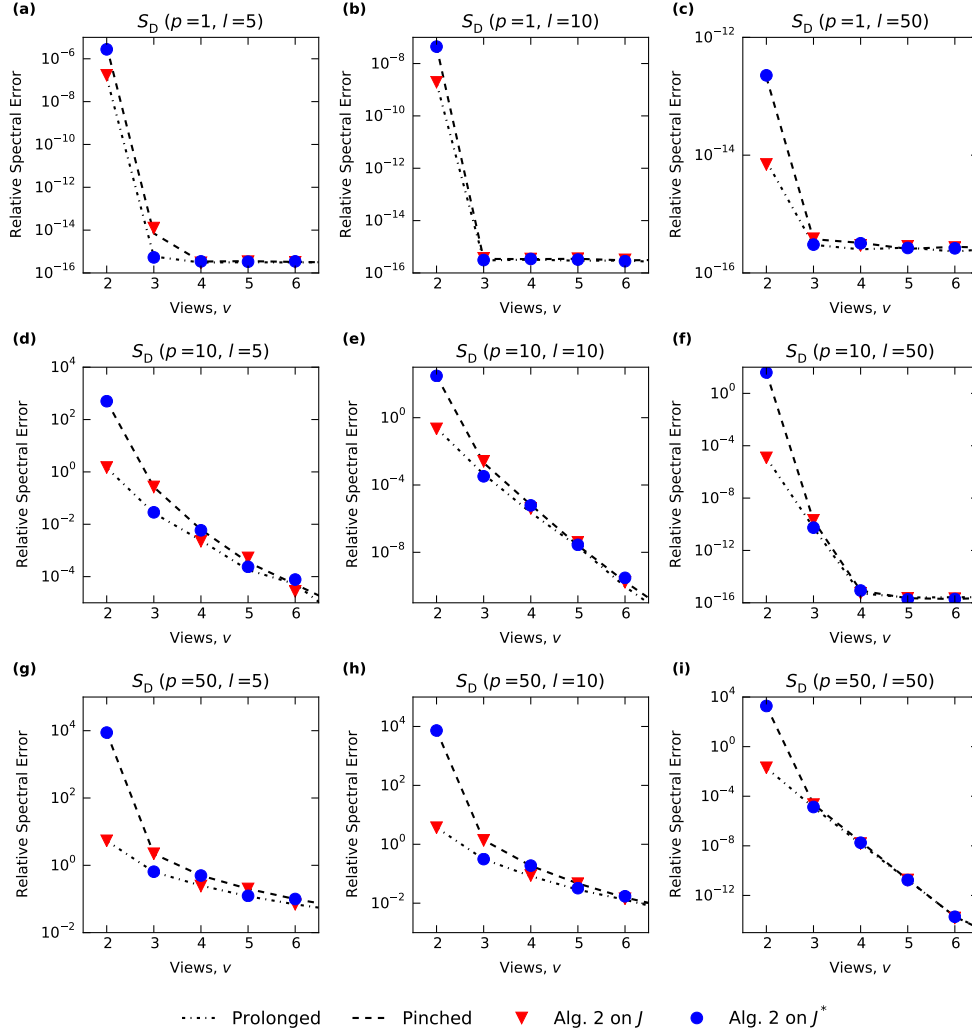 (a) (b) (c)
S_D (p=1, l=5) S_D (p=1, l=10) S_D (p=1, l=50)
10^-6 10^-8 10^-12
10^-8
10^-10 10^-10
10^-12 10^-12 10^-14
10^-14 10^-14
10^-16 10^-16 10^-16
Relative Spectral Error Relative Spectral Error Relative Spectral Error
2 3 4 5 6 2 3 4 5 6 2 3 4 5 6
Views, v Views, v Views, v
(d) (e) (f)
S_D (p=10, l=5) S_D (p=10, l=10) S_D (p=10, l=50)
10^4 10^0 10^0
10^2 10^-4 10^-4
10^0 10^-8 10^-8
10^-2 10^-12
10^-4 10^-16
Relative Spectral Error Relative Spectral Error Relative Spectral Error
2 3 4 5 6 2 3 4 5 6 2 3 4 5 6
Views, v Views, v Views, v
(g) (h) (i)
S_D (p=50, l=5) S_D (p=50, l=10) S_D (p=50, l=50)
10^4 10^4 10^4
10^2 10^2 10^0
10^0 10^0 10^-4
10^-2 10^-2 10^-8
10^-12
Relative Spectral Error Relative Spectral Error Relative Spectral Error
2 3 4 5 6 2 3 4 5 6 2 3 4 5 6
Views, v Views, v Views, v
Prolonged Pinched Alg. 2 on J Alg. 2 on J^*